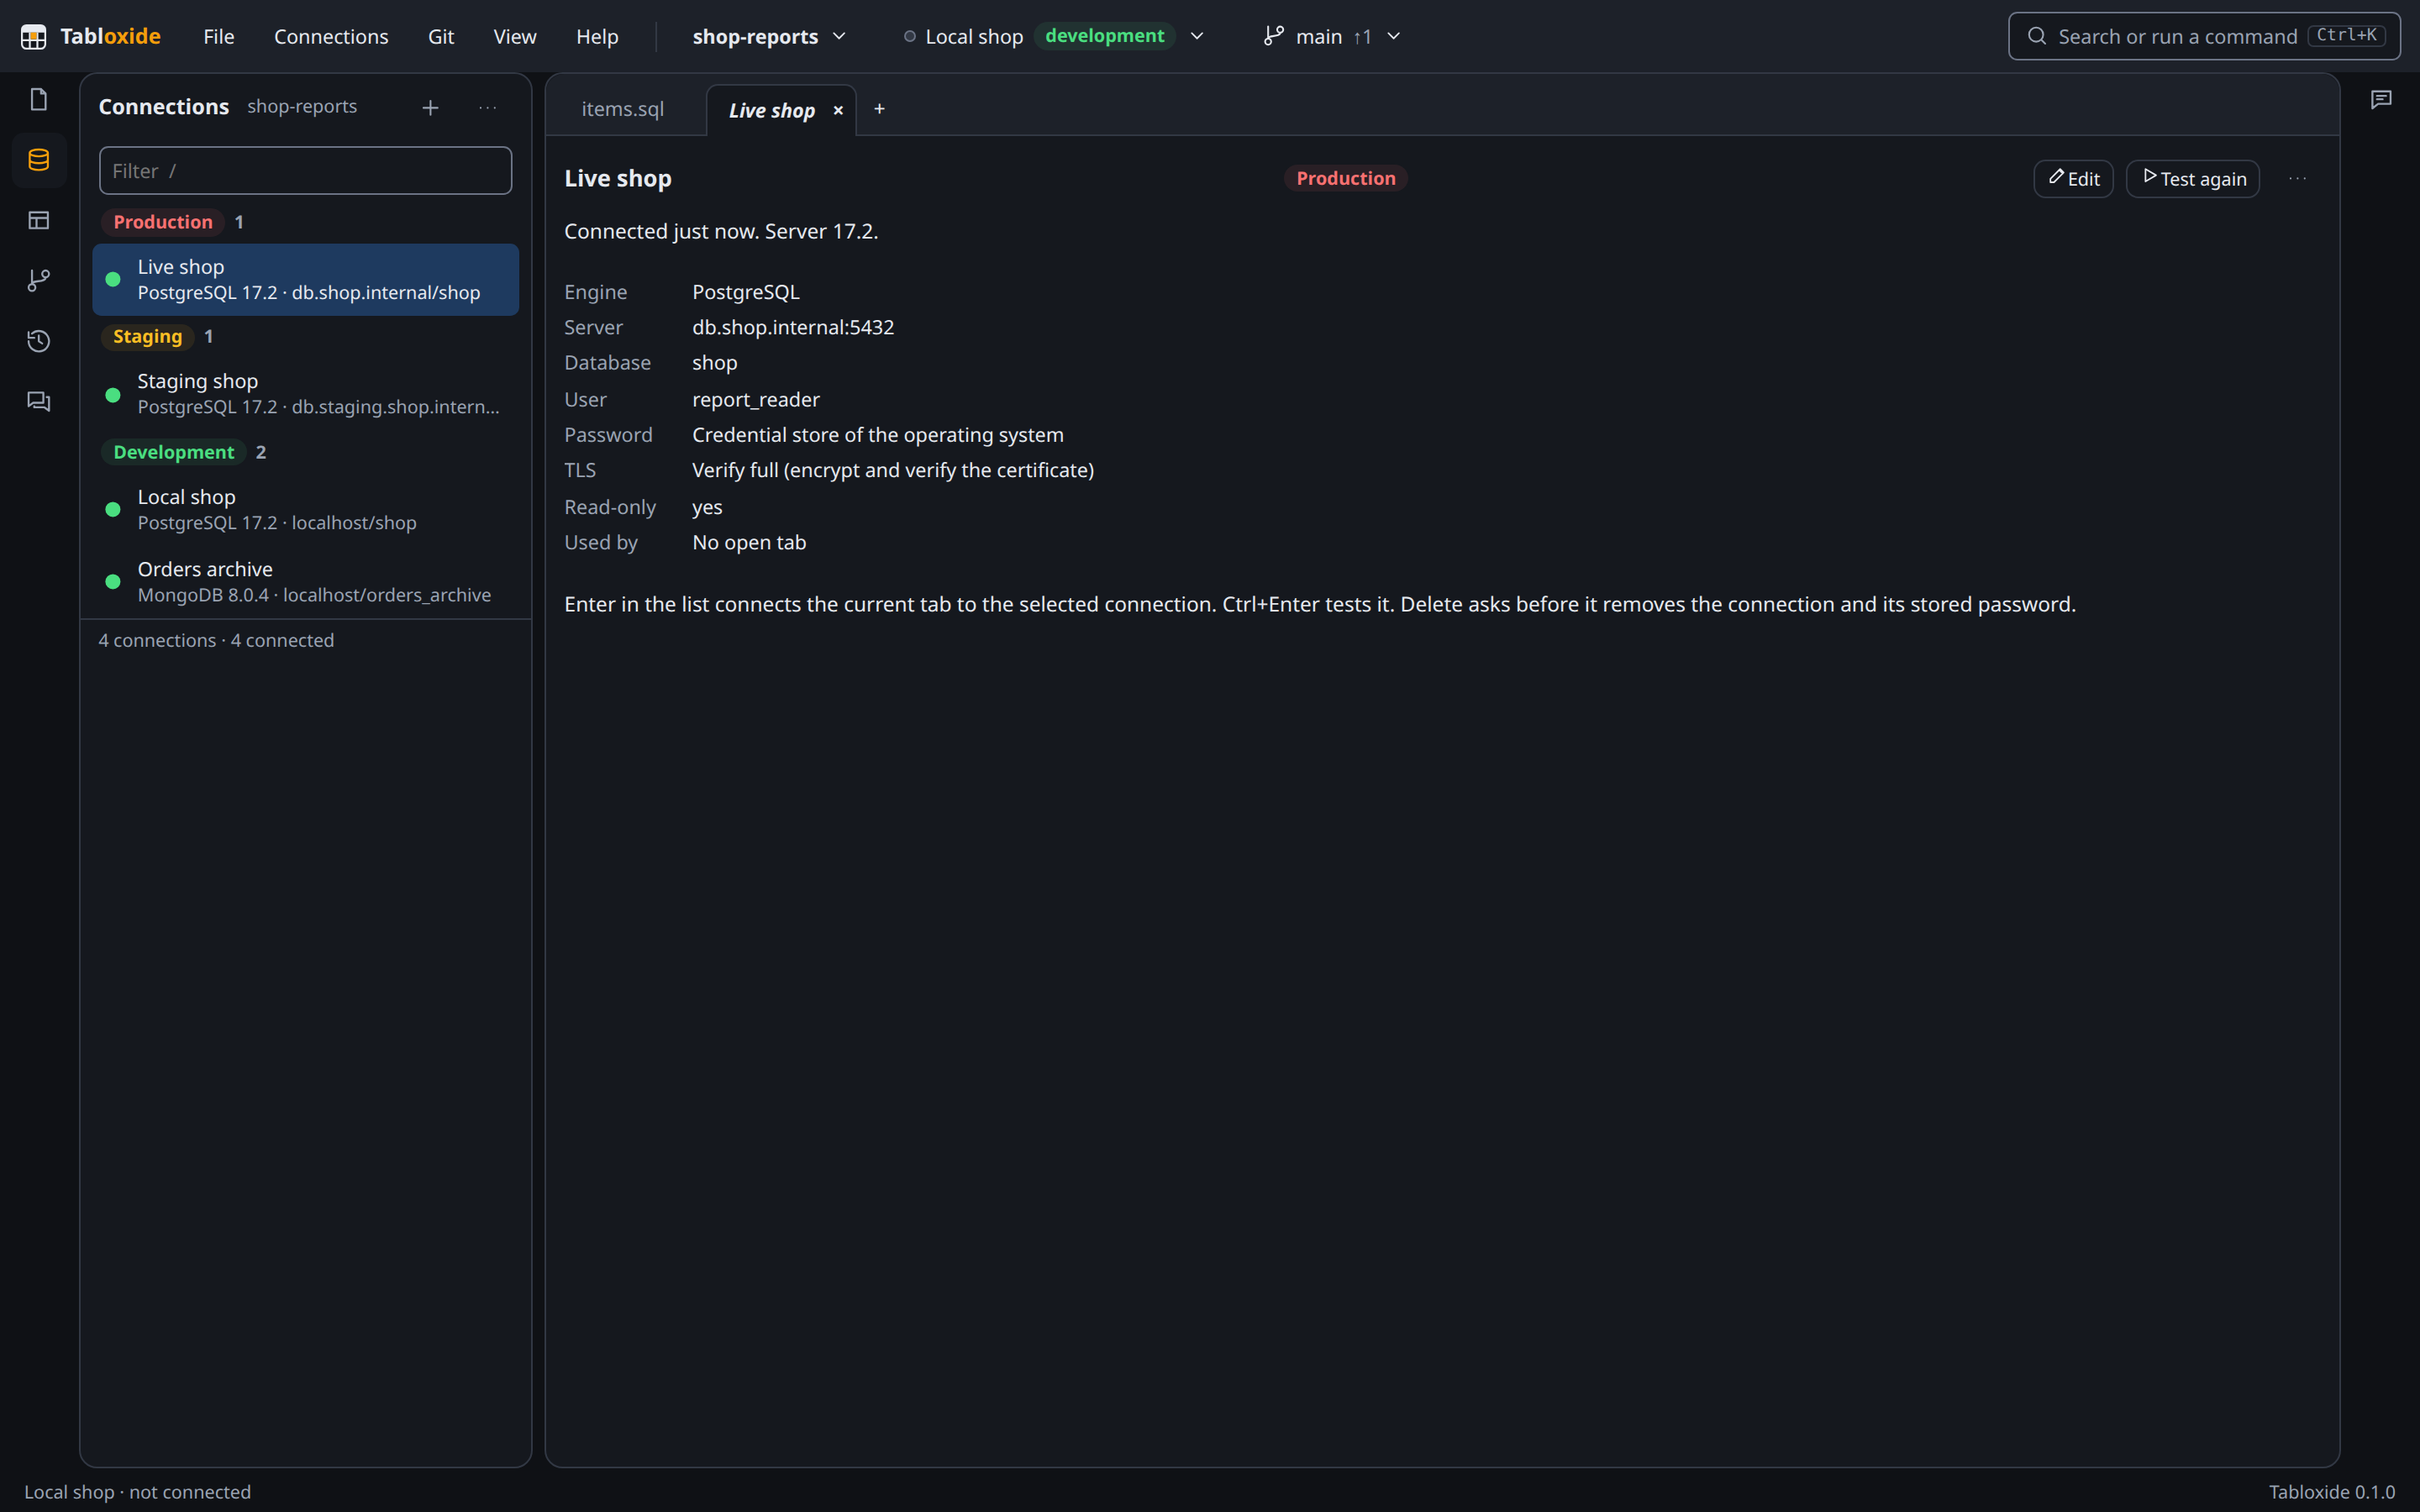 Tabloxide File Connections Git View Help shop-reports Local shop development main ↑1 Search or run a command Ctrl+K
Connections shop-reports + ···
Filter /
Production 1
Live shop
PostgreSQL 17.2 · db.shop.internal/shop
Staging 1
Staging shop
PostgreSQL 17.2 · db.staging.shop.intern...
Development 2
Local shop
PostgreSQL 17.2 · localhost/shop
Orders archive
MongoDB 8.0.4 · localhost/orders_archive
4 connections · 4 connected
items.sql Live shop × +
Live shop Production Edit Test again ···
Connected just now. Server 17.2.
Engine PostgreSQL
Server db.shop.internal:5432
Database shop
User report_reader
Password Credential store of the operating system
TLS Verify full (encrypt and verify the certificate)
Read-only yes
Used by No open tab
Enter in the list connects the current tab to the selected connection. Ctrl+Enter tests it. Delete asks before it removes the connection and its stored password.
Local shop · not connected Tabloxide 0.1.0